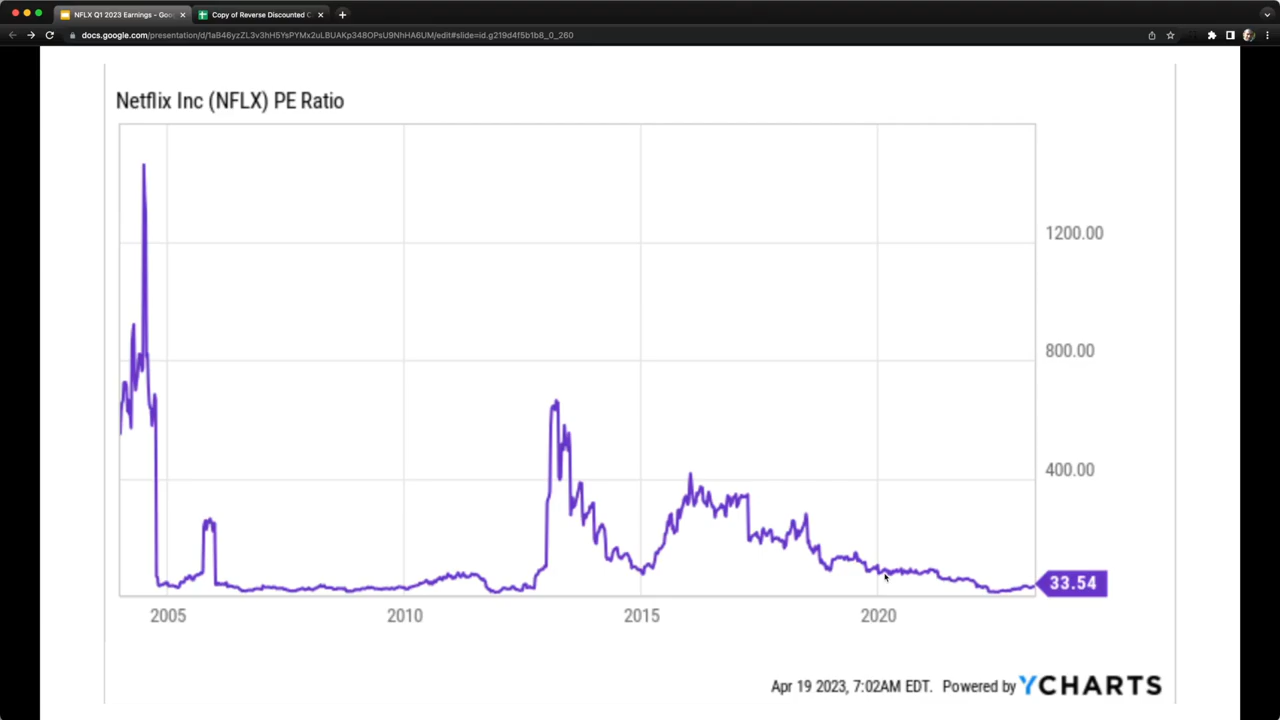 NFLX Q1 2023 Earnings - Goo
Copy of Reverse Discounted C
docs.google.com/presentation/d/1aB46yzZL3v3hH5YsPYMx2uLBUAKp348OPsU9NhHA6UM/edit#slide=id.g219d4f5b1b8_0_260
Netflix Inc (NFLX) PE Ratio
1200.00
800.00
400.00
33.54
2005
2010
2015
2020
Apr 19 2023, 7:02AM EDT. Powered by YCHARTS